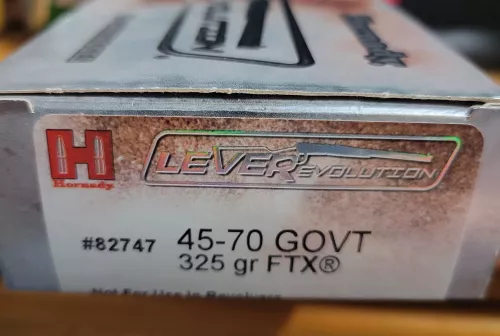 Hornady
LEVERevolution
#82747 45-70 GOVT
325 gr FTX®
Not For Use in Revolvers